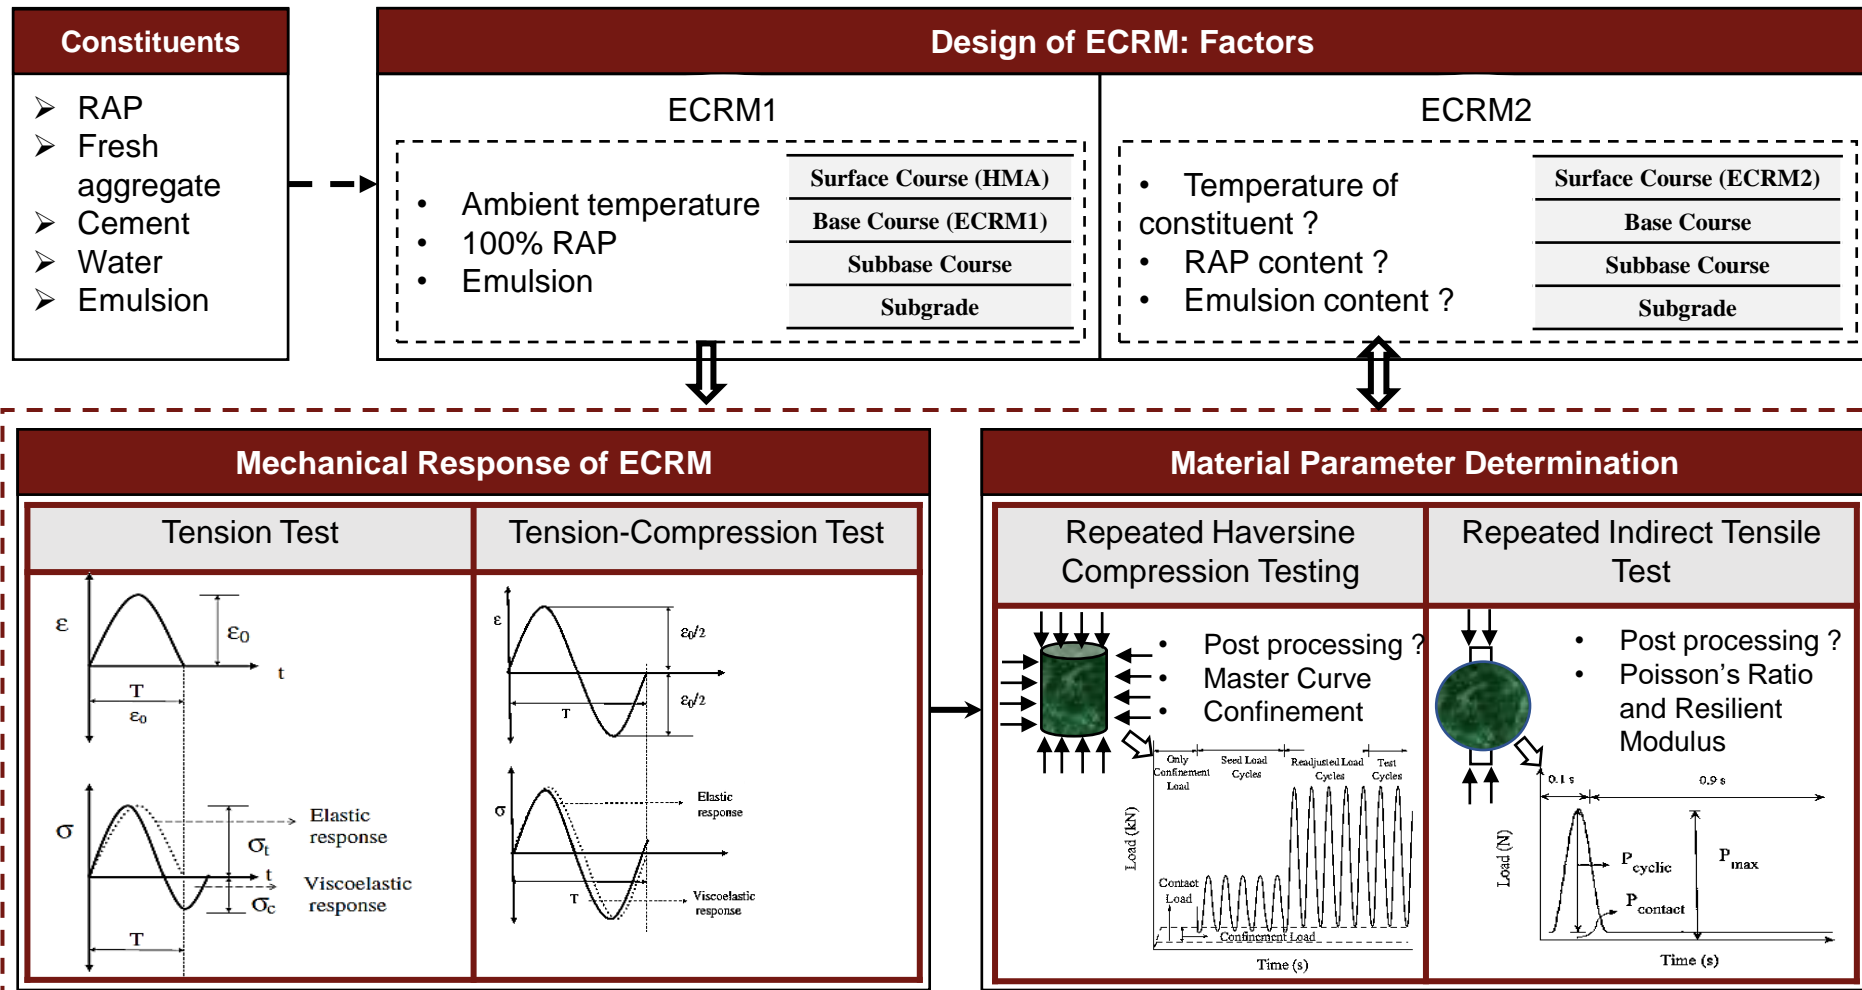 Constituents
RAP
Fresh
aggregate
Cement
Water
Emulsion
Design of ECRM: Factors
ECRM1
Ambient temperature
100% RAP
Emulsion
Surface Course (HMA)
Base Course (ECRM1)
Subbase Course
Subgrade
ECRM2
Temperature of
constituent ?
RAP content ?
Emulsion content ?
Surface Course (ECRM2)
Base Course
Subbase Course
Subgrade
Mechanical Response of ECRM
Tension Test
ε
ε₀
t
T
ε₀
σ
Elastic
response
σt
t
Viscoelastic
response
σc
T
Tension-Compression Test
ε
ε₀/2
T
ε₀/2
σ
Elastic
response
T
Viscoelastic
response
Material Parameter Determination
Repeated Haversine
Compression Testing
Post processing ?
Master Curve
Confinement
Only
Confinement
Load
Seed Load
Cycles
Readjusted Load
Cycles
Test
Cycles
Load (kN)
Contact
Load
Confinement Load
Time (s)
Repeated Indirect Tensile
Test
Post processing ?
Poisson’s Ratio
and Resilient
Modulus
0.1 s
0.9 s
Load (N)
Pcyclic
Pmax
Pcontact
Time (s)